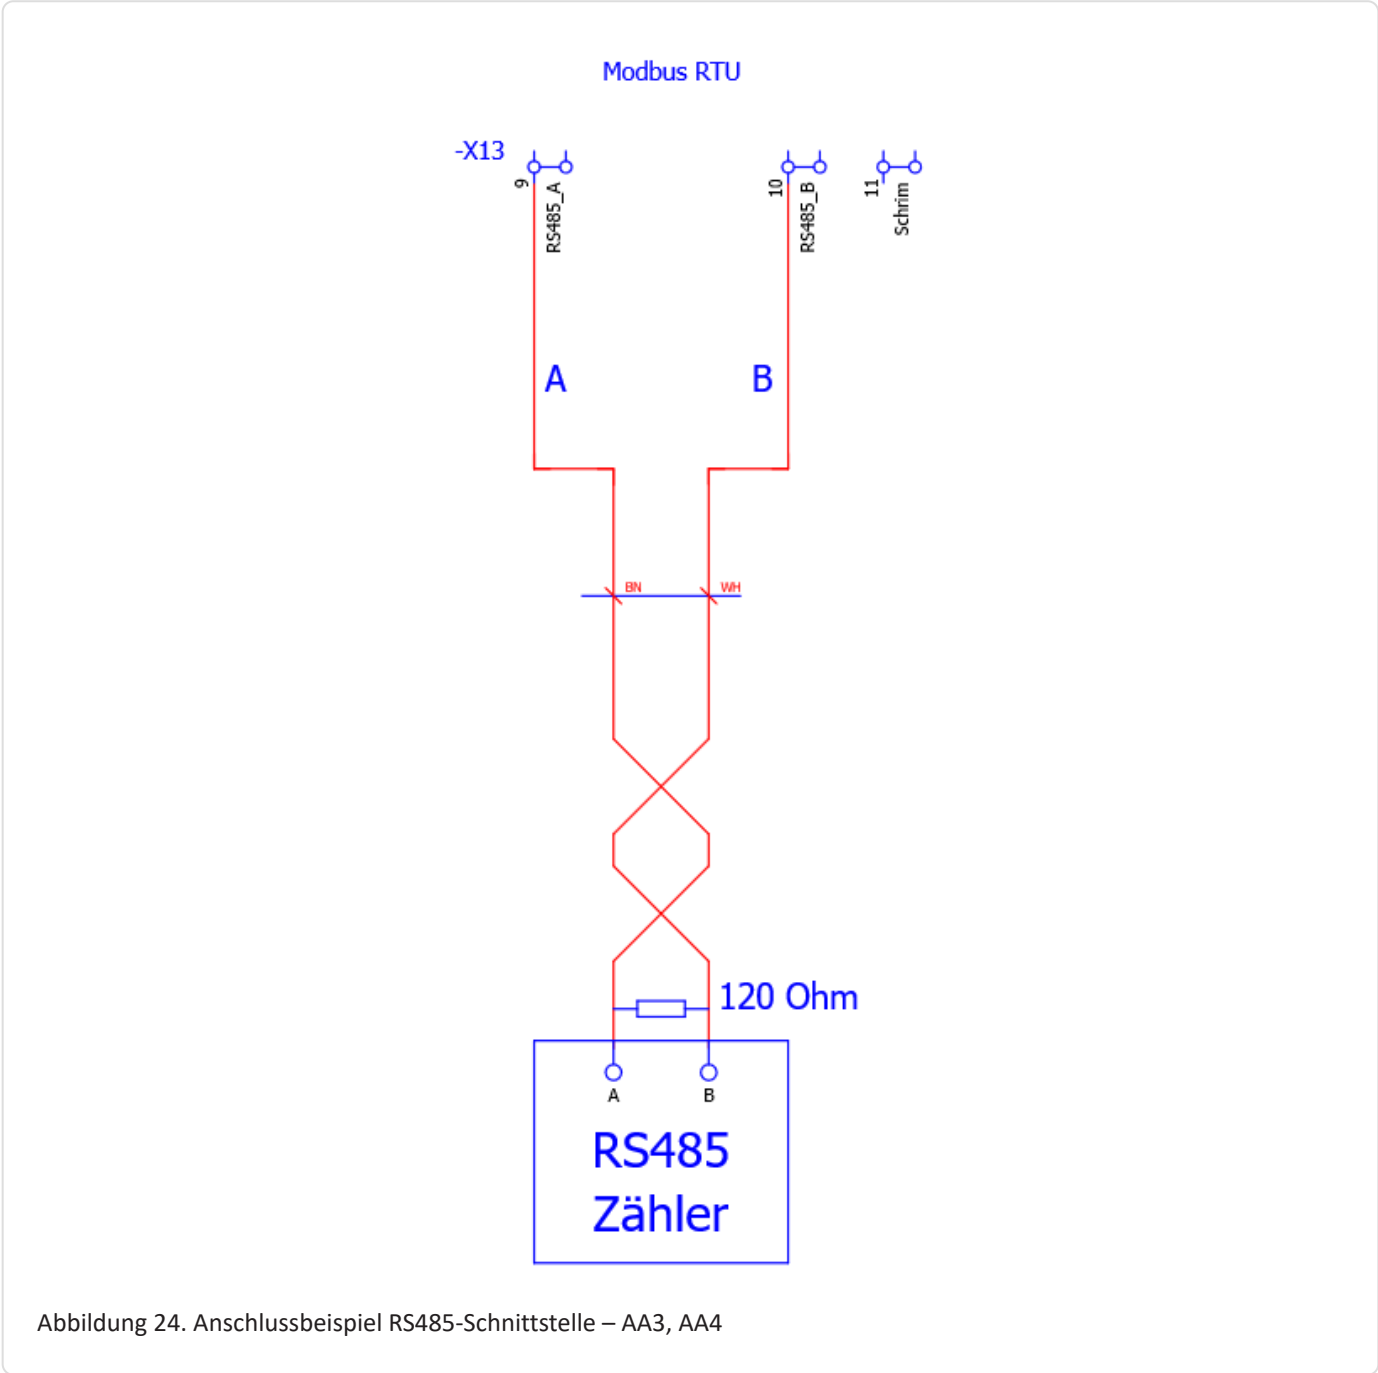 Modbus RTU
-X13
9
RS485_A
10
RS485_B
11
Schrim
A
B
BN
WH
120 Ohm
A
B
RS485
Zähler
Abbildung 24. Anschlussbeispiel RS485-Schnittstelle – AA3, AA4